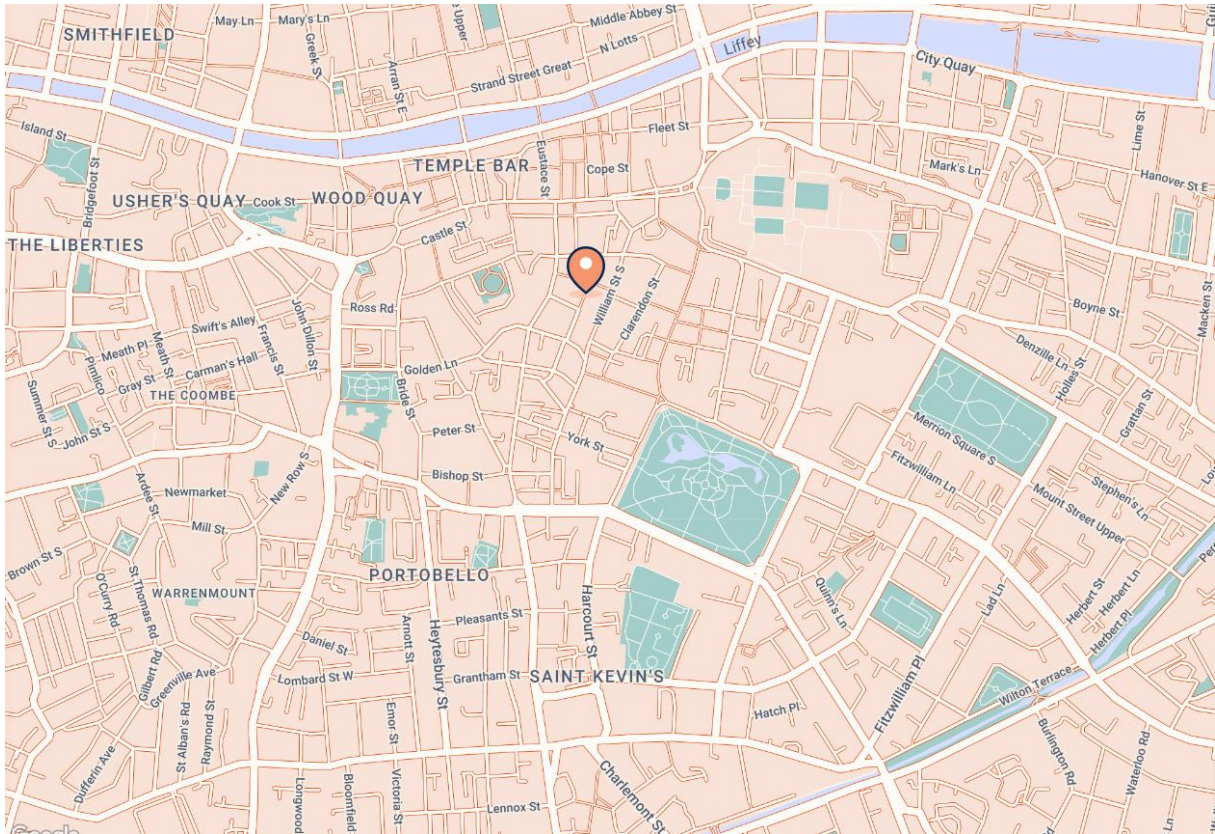 May Ln
Mary's Ln
Greek St
Upper
Middle Abbey St
N Lotts
SMITHFIELD
Arran St E
Strand Street Great
Liffey
City Quay
Lime St
Island St
Bridgefoot St
TEMPLE BAR
Eustace St
Fleet St
Cope St
Mark's Ln
Hanover St E
USHER'S QUAY
Cook St
WOOD QUAY
THE LIBERTIES
Castle St
William St S
Clarendon St
Boyne St
Macken St
Ross Rd
John Dillon St
Swift's Alley
Francis St
Meath Pl
Meath St
Pimlico
Gray St
Carman's Hall
THE COOMBE
Golden Ln
Bride St
Denzille Ln
Holles St
Grattan St
Summer St S
John St S
Peter St
York St
Merrion Square S
Bishop St
Fitzwilliam Ln
Stephen's Ln
Mount Street Upper
New Row S
Ardee St
Newmarket
Mill St
Brown St S
O'Curry Rd
St Thomas Rd
WARRENMOUNT
PORTOBELLO
Harcourt St
Quinn's Ln
Lad Ln
Herbert St
Herbert Ln
Herbert Pl
Pleasants St
Daniel St
Arnott St
Heytesbury St
Gilbert Rd
Greenville Ave
Lombard St W
Grantham St
SAINT KEVIN'S
Fitzwilliam Pl
Wilton Terrace
Hatch Pl
Burlington Rd
Waterloo Rd
St Alban's Rd
Raymond St
Emor St
Dufferin Ave
Longwood
Bloomfield
Victoria St
Lennox St
Charlemont St
Google